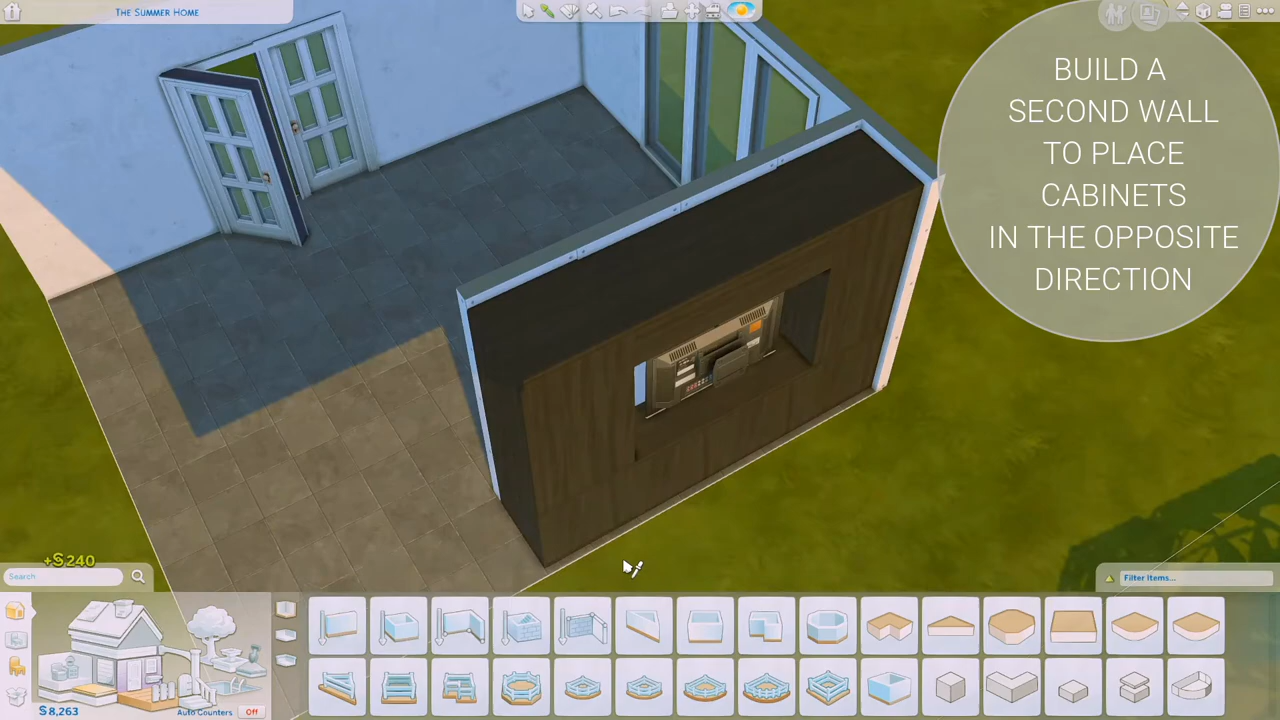 The Summer Home
BUILD A
SECOND WALL
TO PLACE
CABINETS
IN THE OPPOSITE
DIRECTION
+§240
Search
Filter Items...
§8,263
Auto Counters
Off